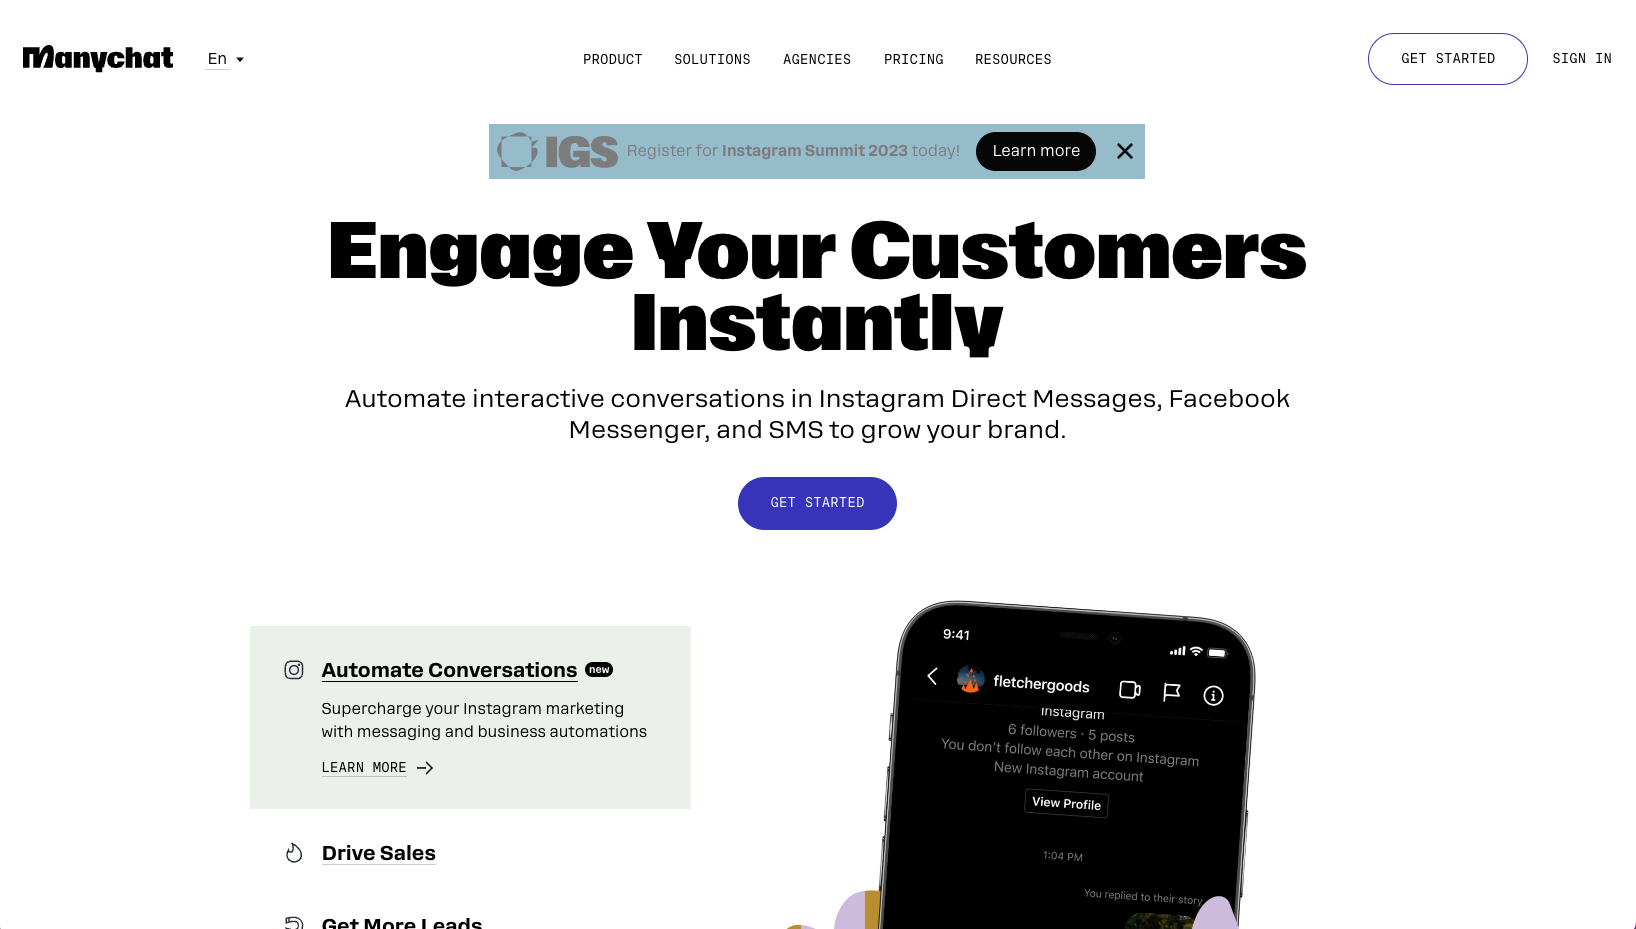 Manychat
En
PRODUCT SOLUTIONS AGENCIES PRICING RESOURCES
GET STARTED
SIGN IN
IGS Register for Instagram Summit 2023 today! Learn more
Engage Your Customers
Instantly
Automate interactive conversations in Instagram Direct Messages, Facebook
Messenger, and SMS to grow your brand.
GET STARTED
Automate Conversations new
Supercharge your Instagram marketing
with messaging and business automations
LEARN MORE
Drive Sales
Get More Leads
9:41
fletchergoods
Instagram
6 followers · 5 posts
You don't follow each other on Instagram
New Instagram account
View Profile
1:04 PM
You replied to their story